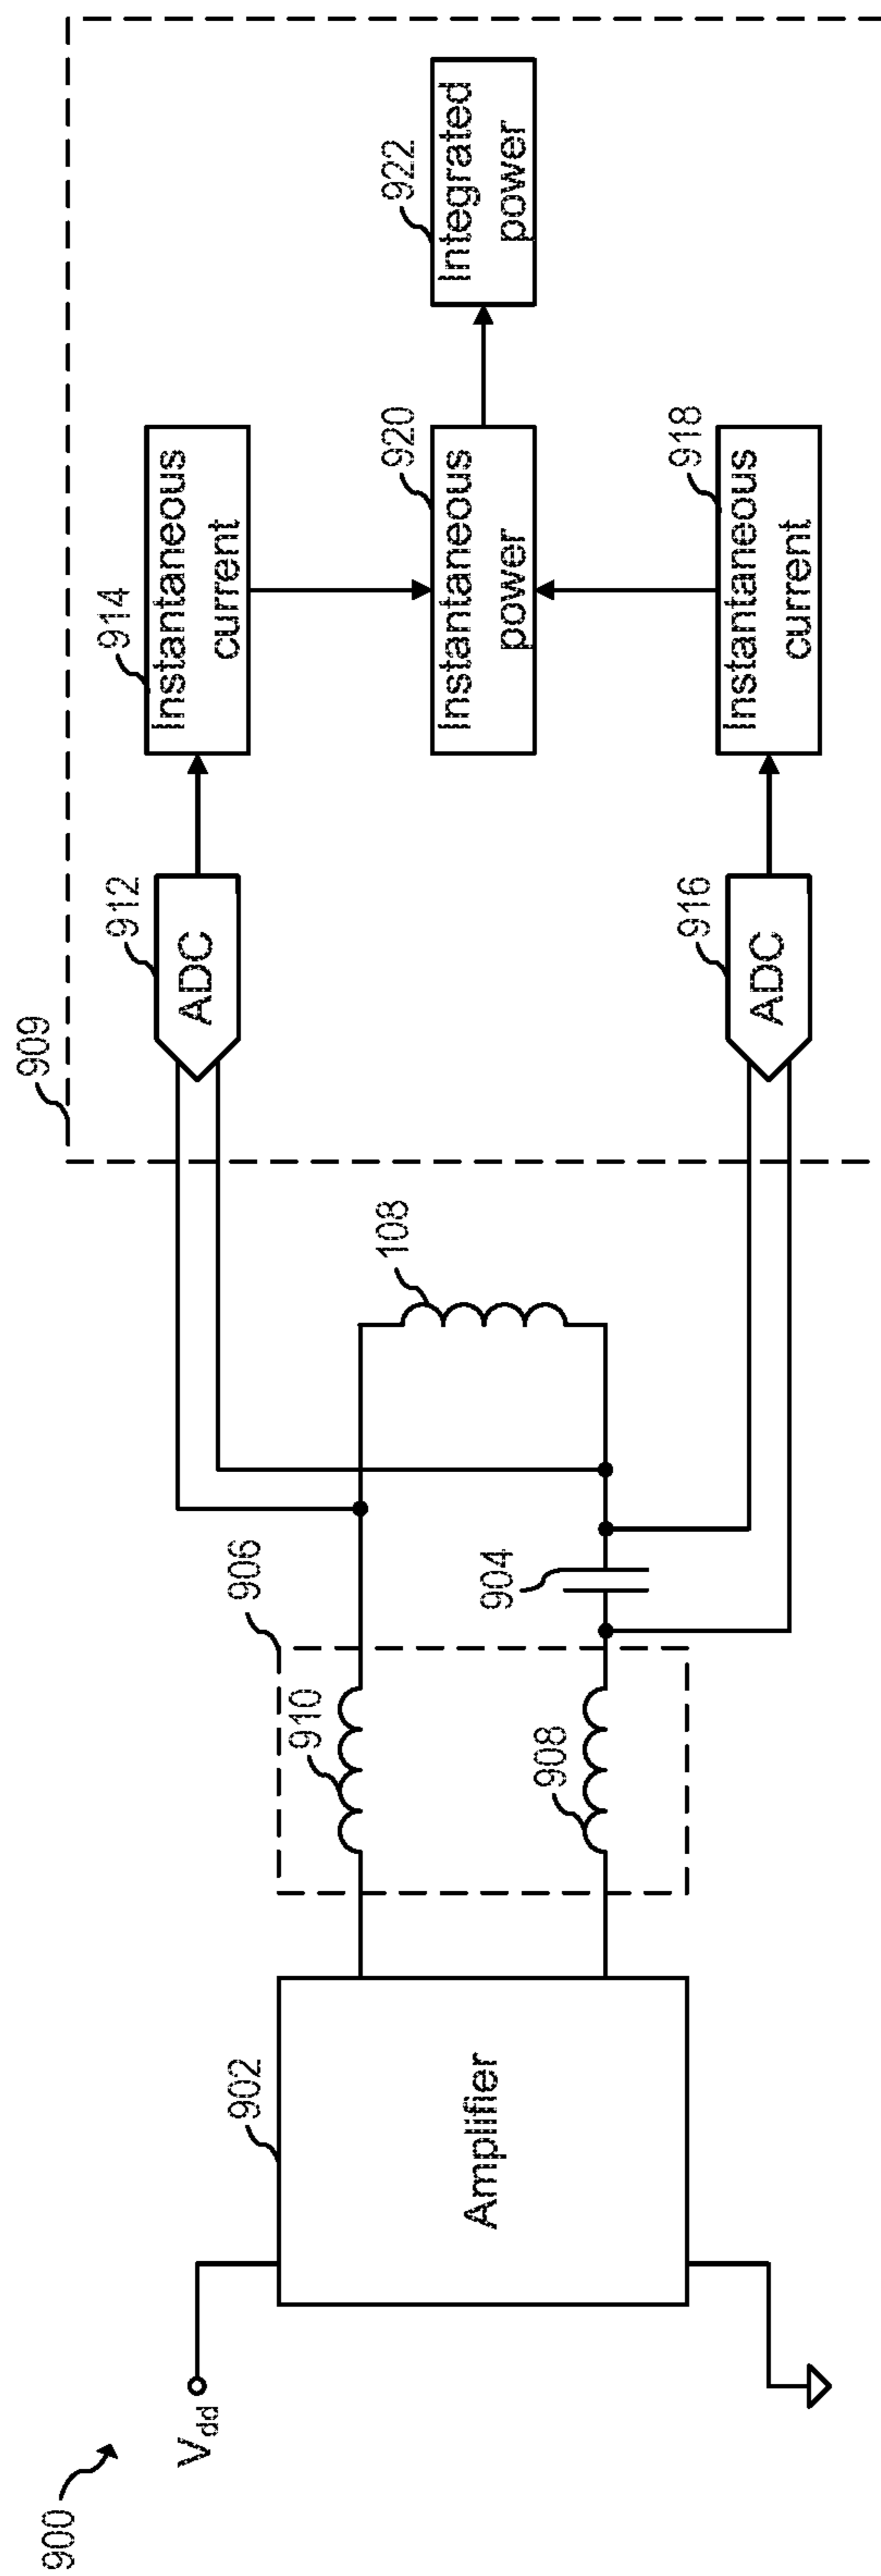 900
V_dd
902
Amplifier
906
910
908
904
108
909
912
ADC
916
ADC
914
Instantaneous
current
920
Instantaneous
power
918
Instantaneous
current
922
Integrated
power